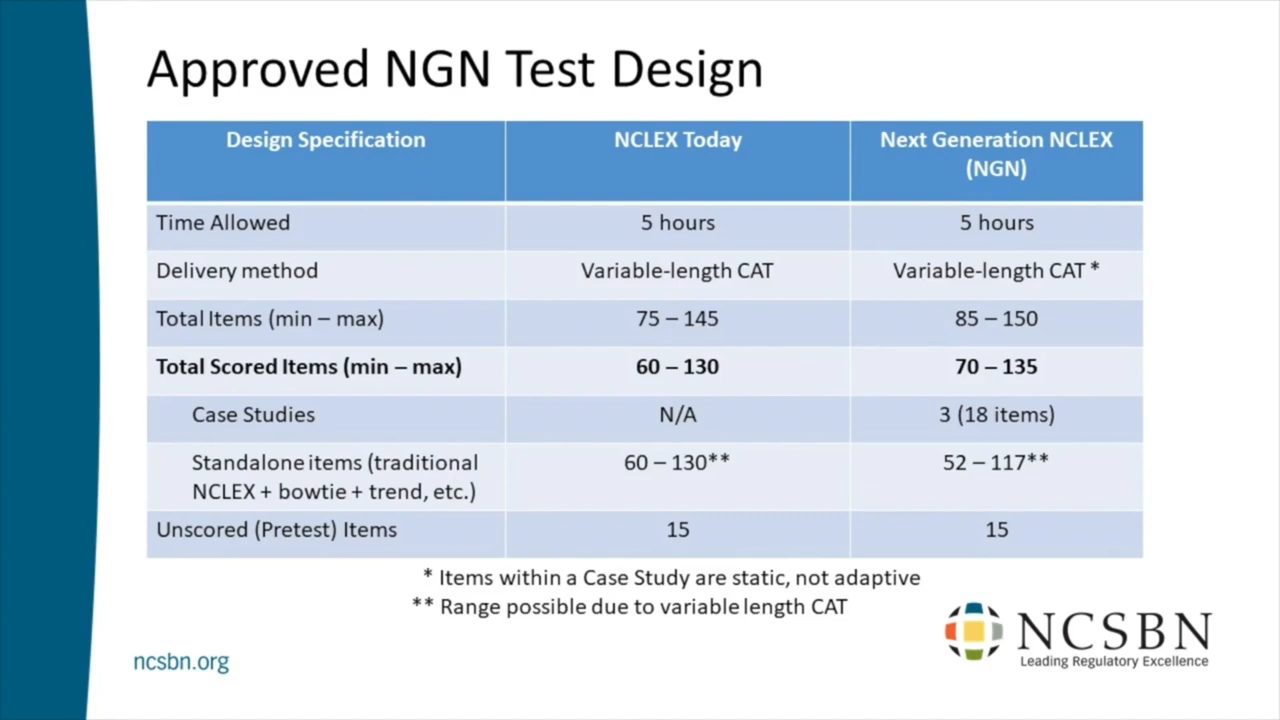 Approved NGN Test Design
Design Specification
NCLEX Today
Next Generation NCLEX
(NGN)
Time Allowed
5 hours
5 hours
Delivery method
Variable-length CAT
Variable-length CAT *
Total Items (min – max)
75 – 145
85 – 150
Total Scored Items (min – max)
60 – 130
70 – 135
Case Studies
N/A
3 (18 items)
Standalone items (traditional
NCLEX + bowtie + trend, etc.)
60 – 130**
52 – 117**
Unscored (Pretest) Items
15
15
* Items within a Case Study are static, not adaptive
** Range possible due to variable length CAT
ncsbn.org
NCSBN
Leading Regulatory Excellence